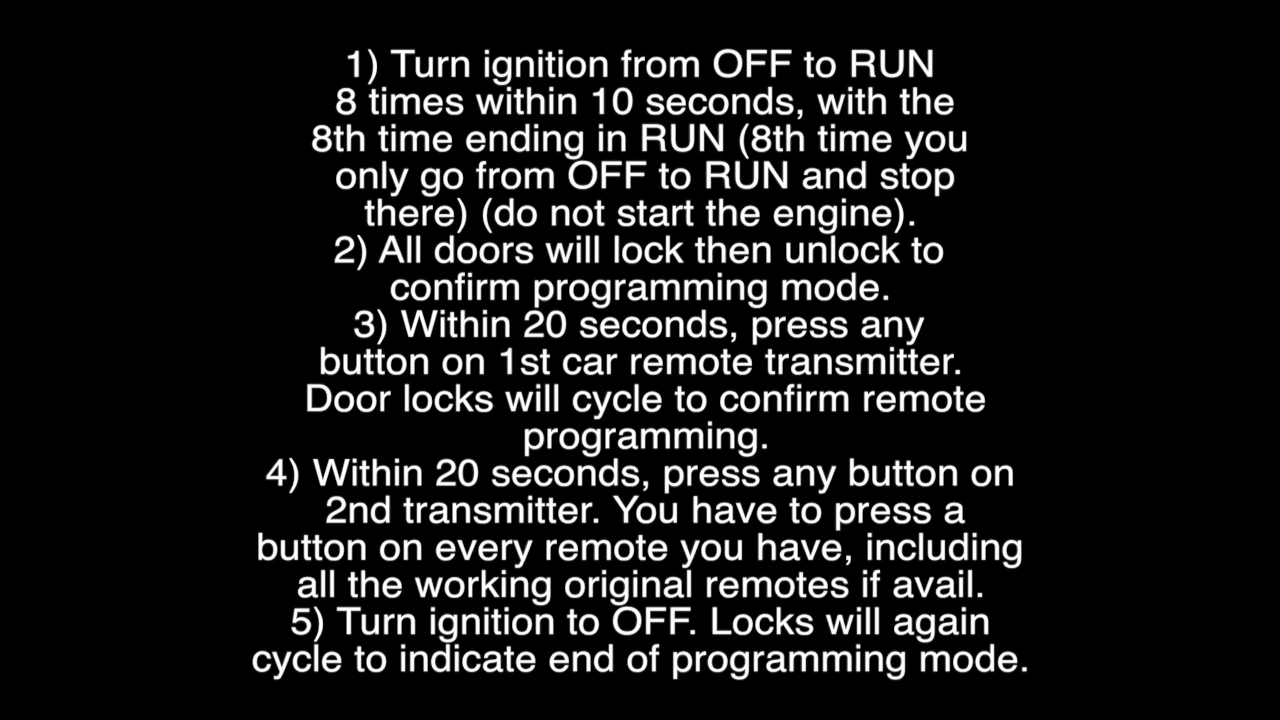 1) Turn ignition from OFF to RUN
8 times within 10 seconds, with the
8th time ending in RUN (8th time you
only go from OFF to RUN and stop
there) (do not start the engine).
2) All doors will lock then unlock to
confirm programming mode.
3) Within 20 seconds, press any
button on 1st car remote transmitter.
Door locks will cycle to confirm remote
programming.
4) Within 20 seconds, press any button on
2nd transmitter. You have to press a
button on every remote you have, including
all the working original remotes if avail.
5) Turn ignition to OFF. Locks will again
cycle to indicate end of programming mode.